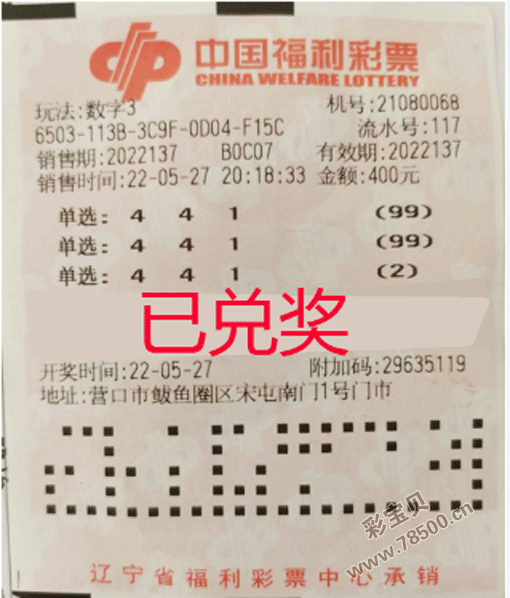 中国福利彩票
CHINA WELFARE LOTTERY
玩法:数字3 机号:21080068
6503-113B-3C9F-0D04-F15C 流水号:117
销售期:2022137 B0C07 有效期:2022137
销售时间:22-05-27 20:18:33 金额:400元
单选: 4 4 1 (99)
单选: 4 4 1 (99)
单选: 4 4 1 (2)
已兑奖
开奖时间:22-05-27 附加码:29635119
地址:营口市鲅鱼圈区宋屯南门1号门市
彩宝贝
www.78500.cn
辽宁省福利彩票中心承销